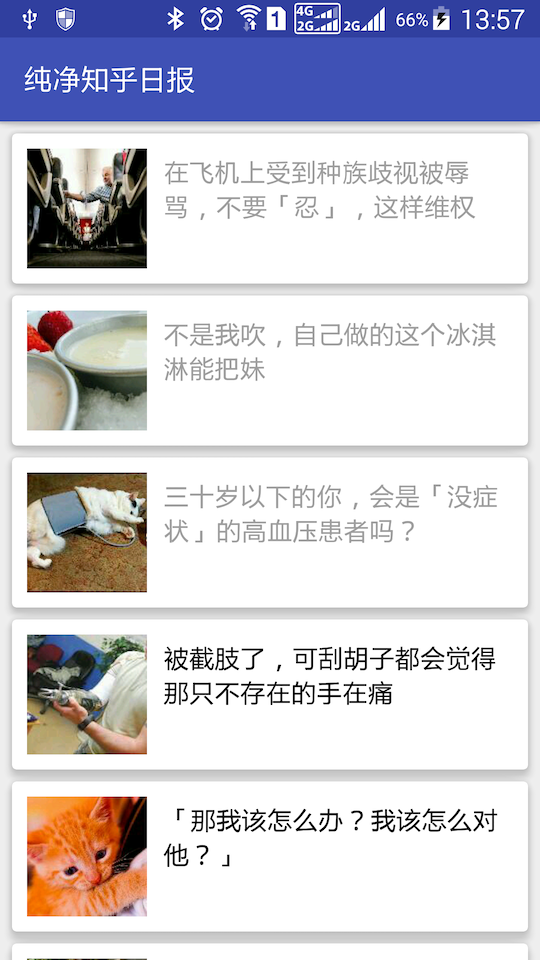 1
4G
2G
2G
66%
13:57
纯净知乎日报
在飞机上受到种族歧视被辱
骂，不要「忍」，这样维权
不是我吹，自己做的这个冰淇
淋能把妹
三十岁以下的你，会是「没症
状」的高血压患者吗？
被截肢了，可刮胡子都会觉得
那只不存在的手在痛
「那我该怎么办？我该怎么对
他？」